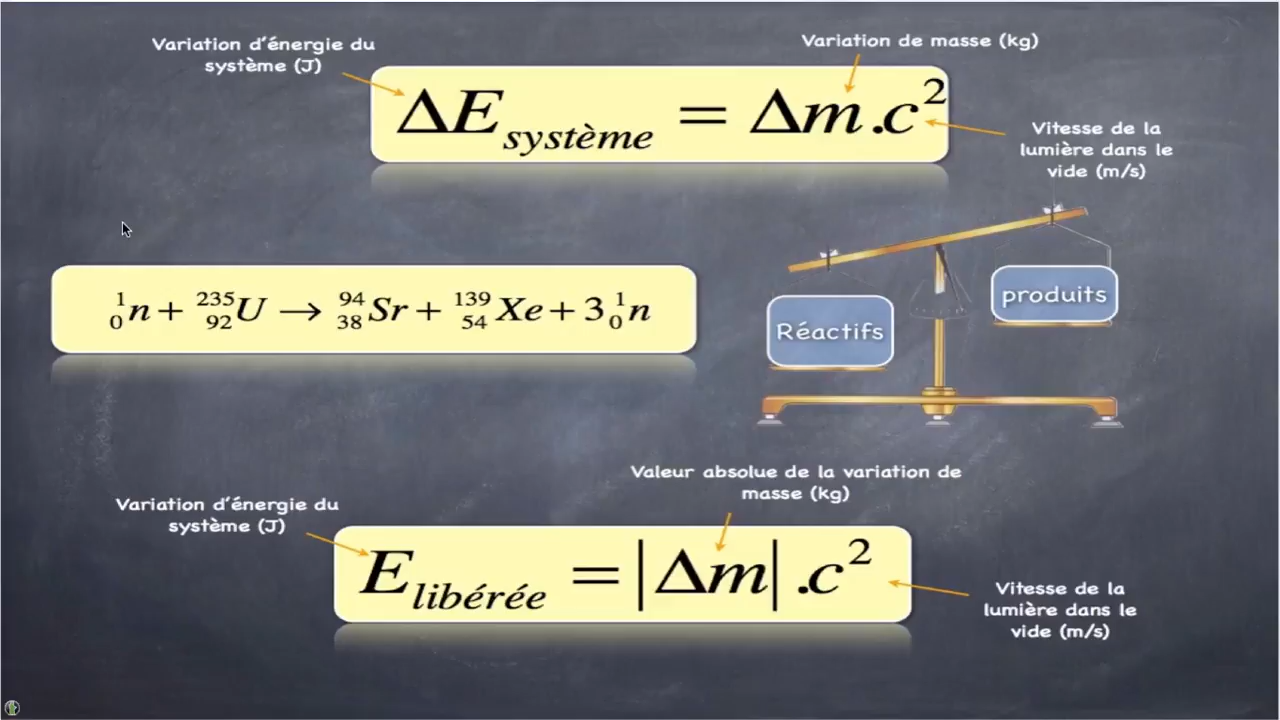 Variation d'énergie du
système (J)
Variation de masse (kg)
ΔE_système = Δm.c²
Vitesse de la
lumière dans le
vide (m/s)
¹₀n + ²³⁵₉₂U → ⁹⁴₃₈Sr + ¹³⁹₅₄Xe + 3¹₀n
Réactifs
produits
Valeur absolue de la variation de
masse (kg)
Variation d'énergie du
système (J)
E_libérée = |Δm| .c²
Vitesse de la
lumière dans le
vide (m/s)